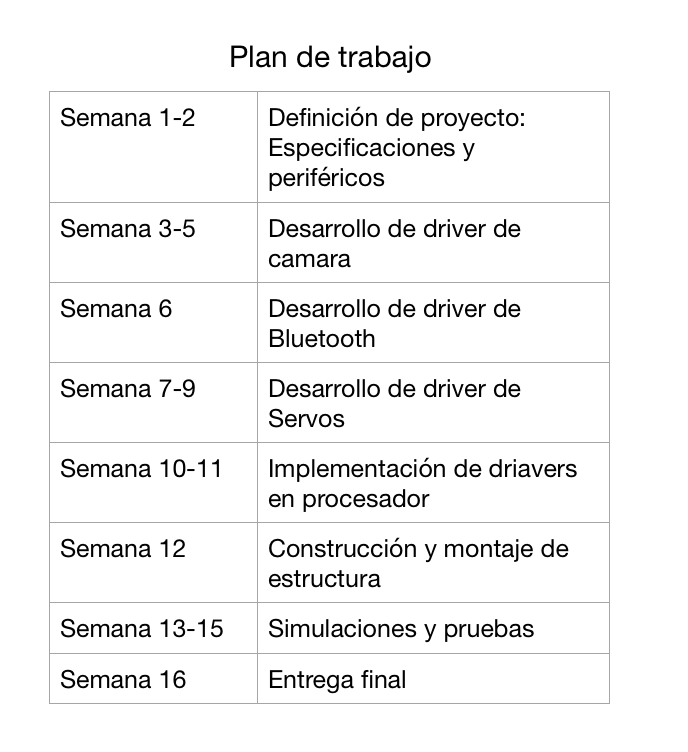 Plan de trabajo
Semana 1-2
Definición de proyecto:
Especificaciones y
periféricos
Semana 3-5
Desarrollo de driver de
camara
Semana 6
Desarrollo de driver de
Bluetooth
Semana 7-9
Desarrollo de driver de
Servos
Semana 10-11
Implementación de driavers
en procesador
Semana 12
Construcción y montaje de
estructura
Semana 13-15
Simulaciones y pruebas
Semana 16
Entrega final